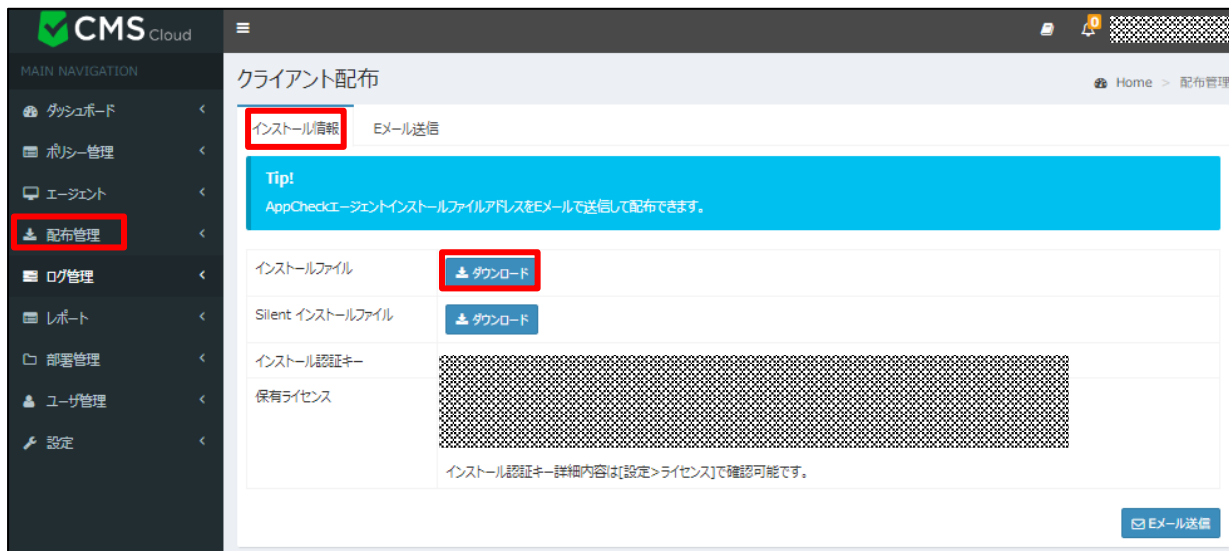 CMS Cloud
0
MAIN NAVIGATION
ダッシュボード
ポリシー管理
エージェント
配布管理
ログ管理
レポート
部署管理
ユーザ管理
設定
クライアント配布
Home > 配布管理
インストール情報 Eメール送信
Tip!
AppCheckエージェントインストールファイルアドレスをEメールで送信して配布できます。
インストールファイル ダウンロード
Silent インストールファイル ダウンロード
インストール認証キー
保有ライセンス
インストール認証キー詳細内容は[設定>ライセンス]で確認可能です。
Eメール送信